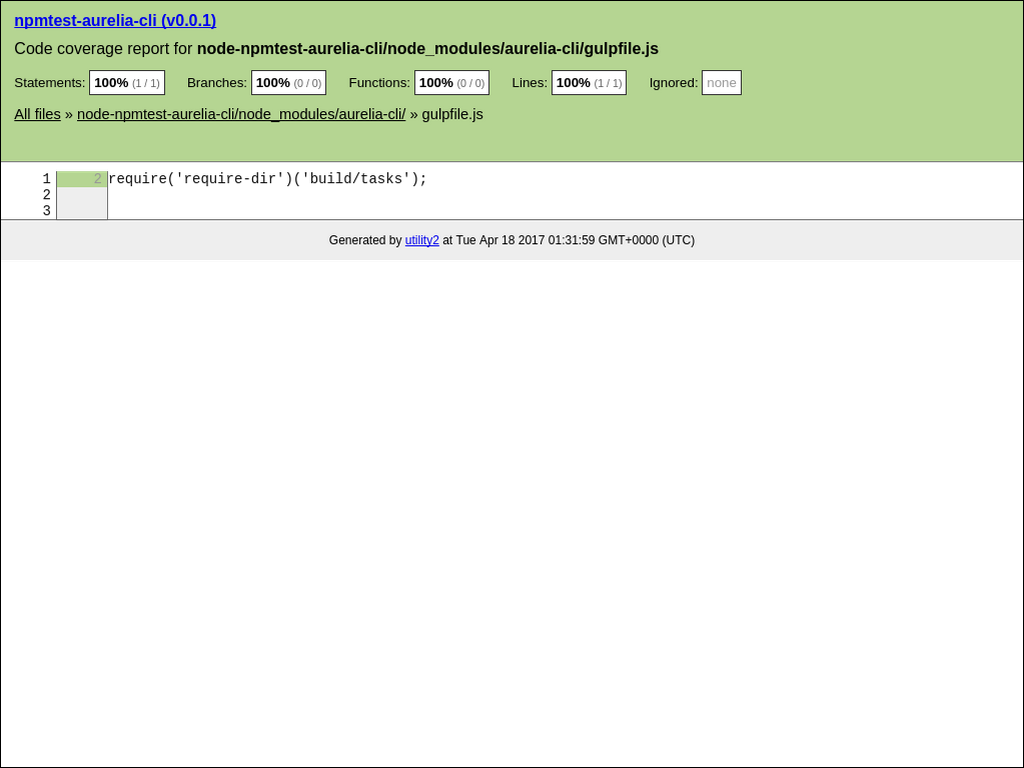 npmtest-aurelia-cli (v0.0.1)
Code coverage report for node-npmtest-aurelia-cli/node_modules/aurelia-cli/gulpfile.js
Statements: 100% (1 / 1) Branches: 100% (0 / 0) Functions: 100% (0 / 0) Lines: 100% (1 / 1) Ignored: none
All files » node-npmtest-aurelia-cli/node_modules/aurelia-cli/ » gulpfile.js
1 2 require('require-dir')('build/tasks');
2
3
Generated by utility2 at Tue Apr 18 2017 01:31:59 GMT+0000 (UTC)